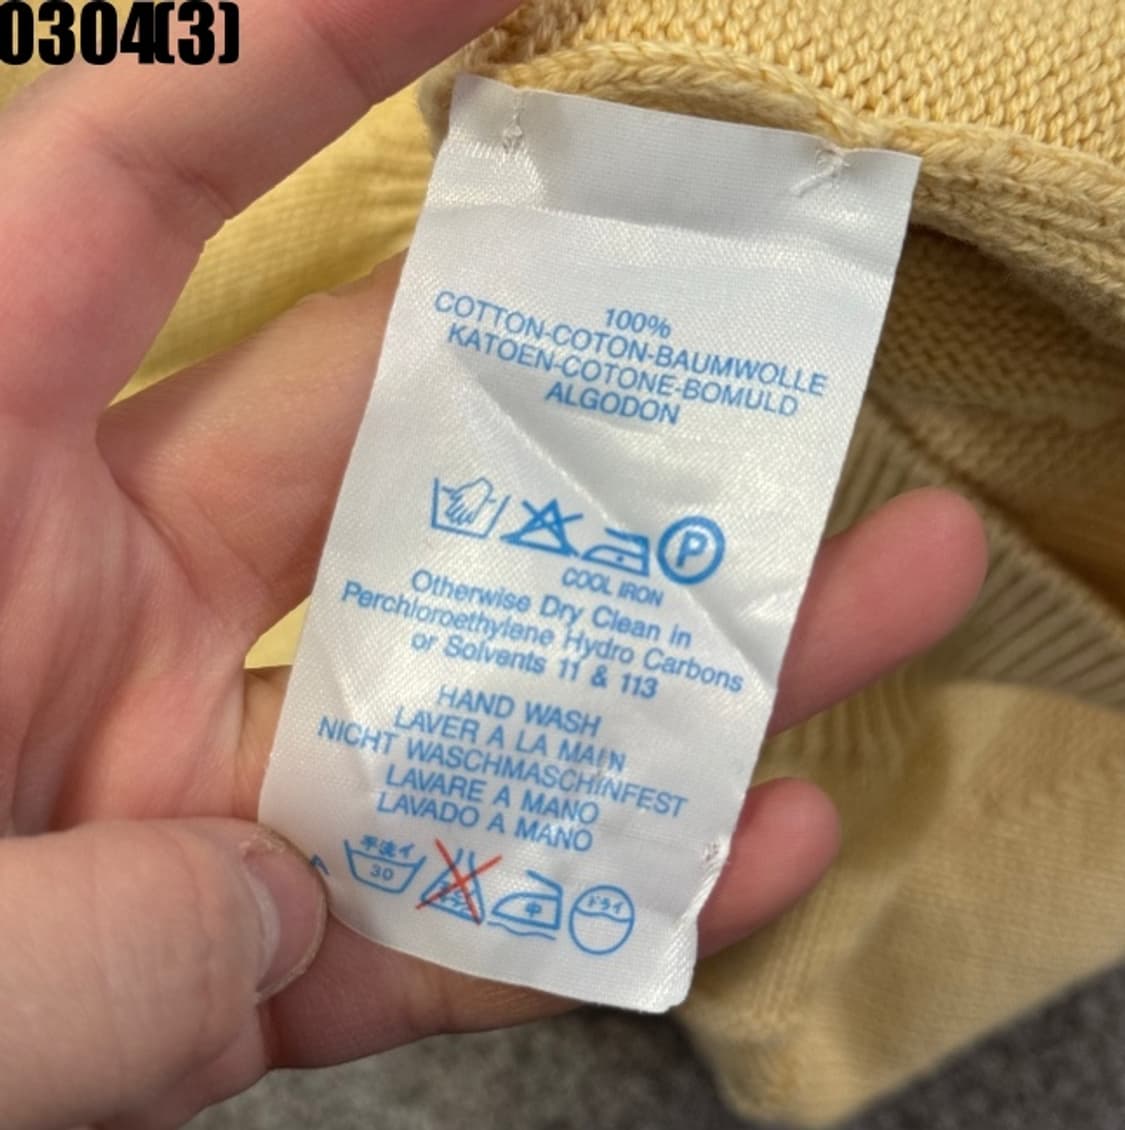 0304(3)
100%
COTTON-COTON-BAUMWOLLE
KATOEN-COTONE-BOMULD
ALGODON
P
COOL IRON
Otherwise Dry Clean in
Perchloroethylene Hydro Carbons
or Solvents 11 & 113
HAND WASH
LAVER A LA MAIN
NICHT WASCHMASCHINFEST
LAVARE A MANO
LAVADO A MANO
手洗イ
30
中
ドライ